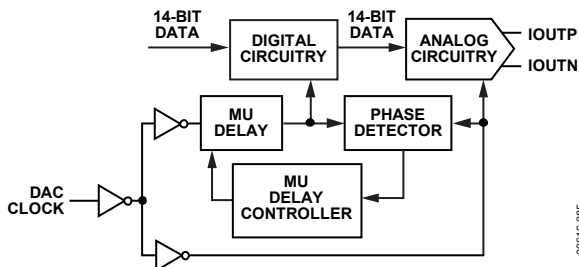 14-BIT
DATA
DIGITAL
CIRCUITRY
14-BIT
DATA
ANALOG
CIRCUITRY
IOUTP
IOUTN
MU
DELAY
PHASE
DETECTOR
MU
DELAY
CONTROLLER
DAC
CLOCK